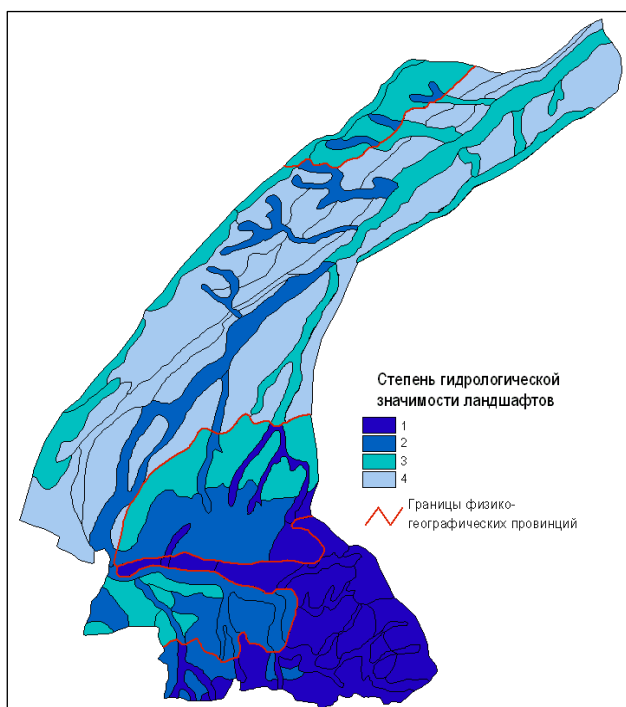 Степень гидрологической
значимости ландшафтов
1
2
3
4
Границы физико-
географических провинций